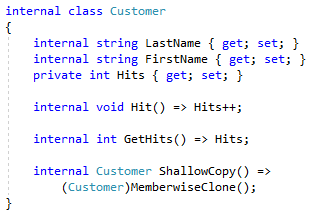 internal class Customer
{
    internal string LastName { get; set; }
    internal string FirstName { get; set; }
    private int Hits { get; set; }

    internal void Hit() => Hits++;

    internal int GetHits() => Hits;

    internal Customer ShallowCopy() =>
        (Customer)MemberwiseClone();
}